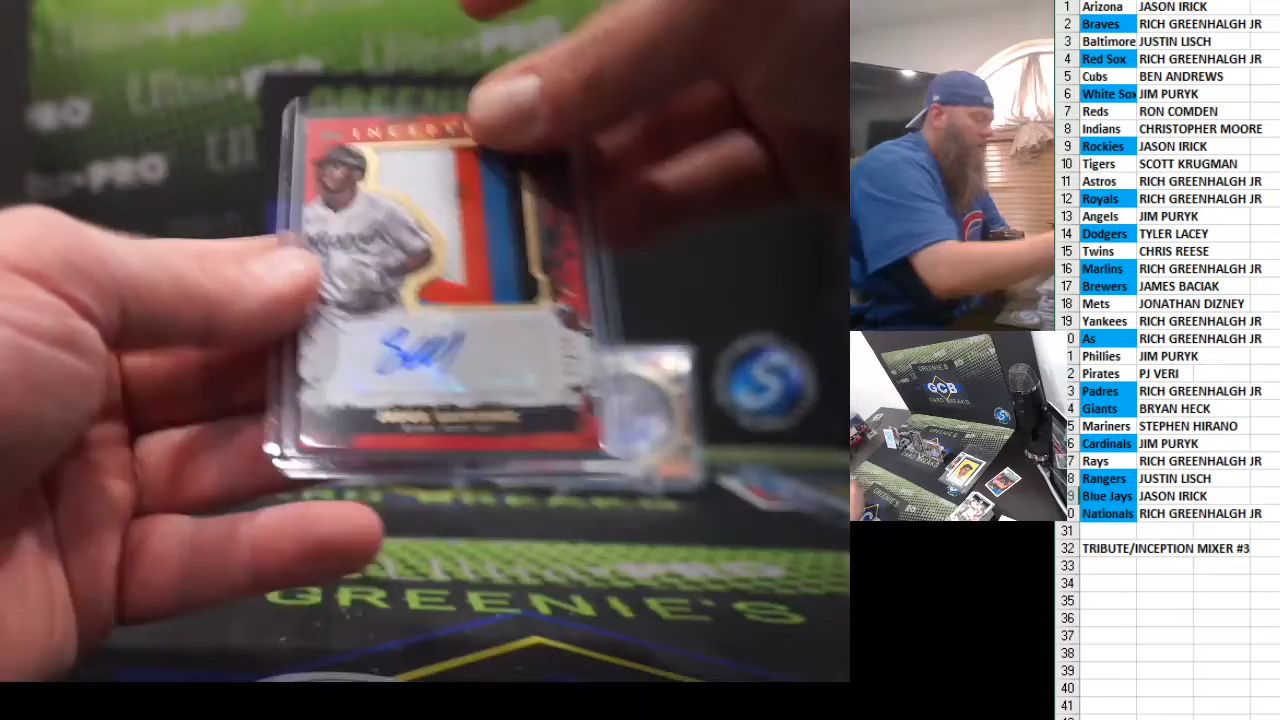 1 Arizona JASON IRICK
2 Braves RICH GREENHALGH JR
3 Baltimore JUSTIN LISCH
4 Red Sox RICH GREENHALGH JR
5 Cubs BEN ANDREWS
6 White Sox JIM PURYK
7 Reds RON COMDEN
8 Indians CHRISTOPHER MOORE
9 Rockies JASON IRICK
10 Tigers SCOTT KRUGMAN
11 Astros RICH GREENHALGH JR
12 Royals RICH GREENHALGH JR
13 Angels JIM PURYK
14 Dodgers TYLER LACEY
15 Twins CHRIS REESE
16 Marlins RICH GREENHALGH JR
17 Brewers JAMES BACIAK
18 Mets JONATHAN DIZNEY
19 Yankees RICH GREENHALGH JR
0 As RICH GREENHALGH JR
1 Phillies JIM PURYK
2 Pirates PJ VERI
3 Padres RICH GREENHALGH JR
4 Giants BRYAN HECK
5 Mariners STEPHEN HIRANO
6 Cardinals JIM PURYK
7 Rays RICH GREENHALGH JR
8 Rangers JUSTIN LISCH
9 Blue Jays JASON IRICK
0 Nationals RICH GREENHALGH JR
31
32 TRIBUTE/INCEPTION MIXER #3
33
34
35
36
37
38
39
40
41
PRO
GREENIE'S
S
GREENIE'S
GCB
CARD BREAKS